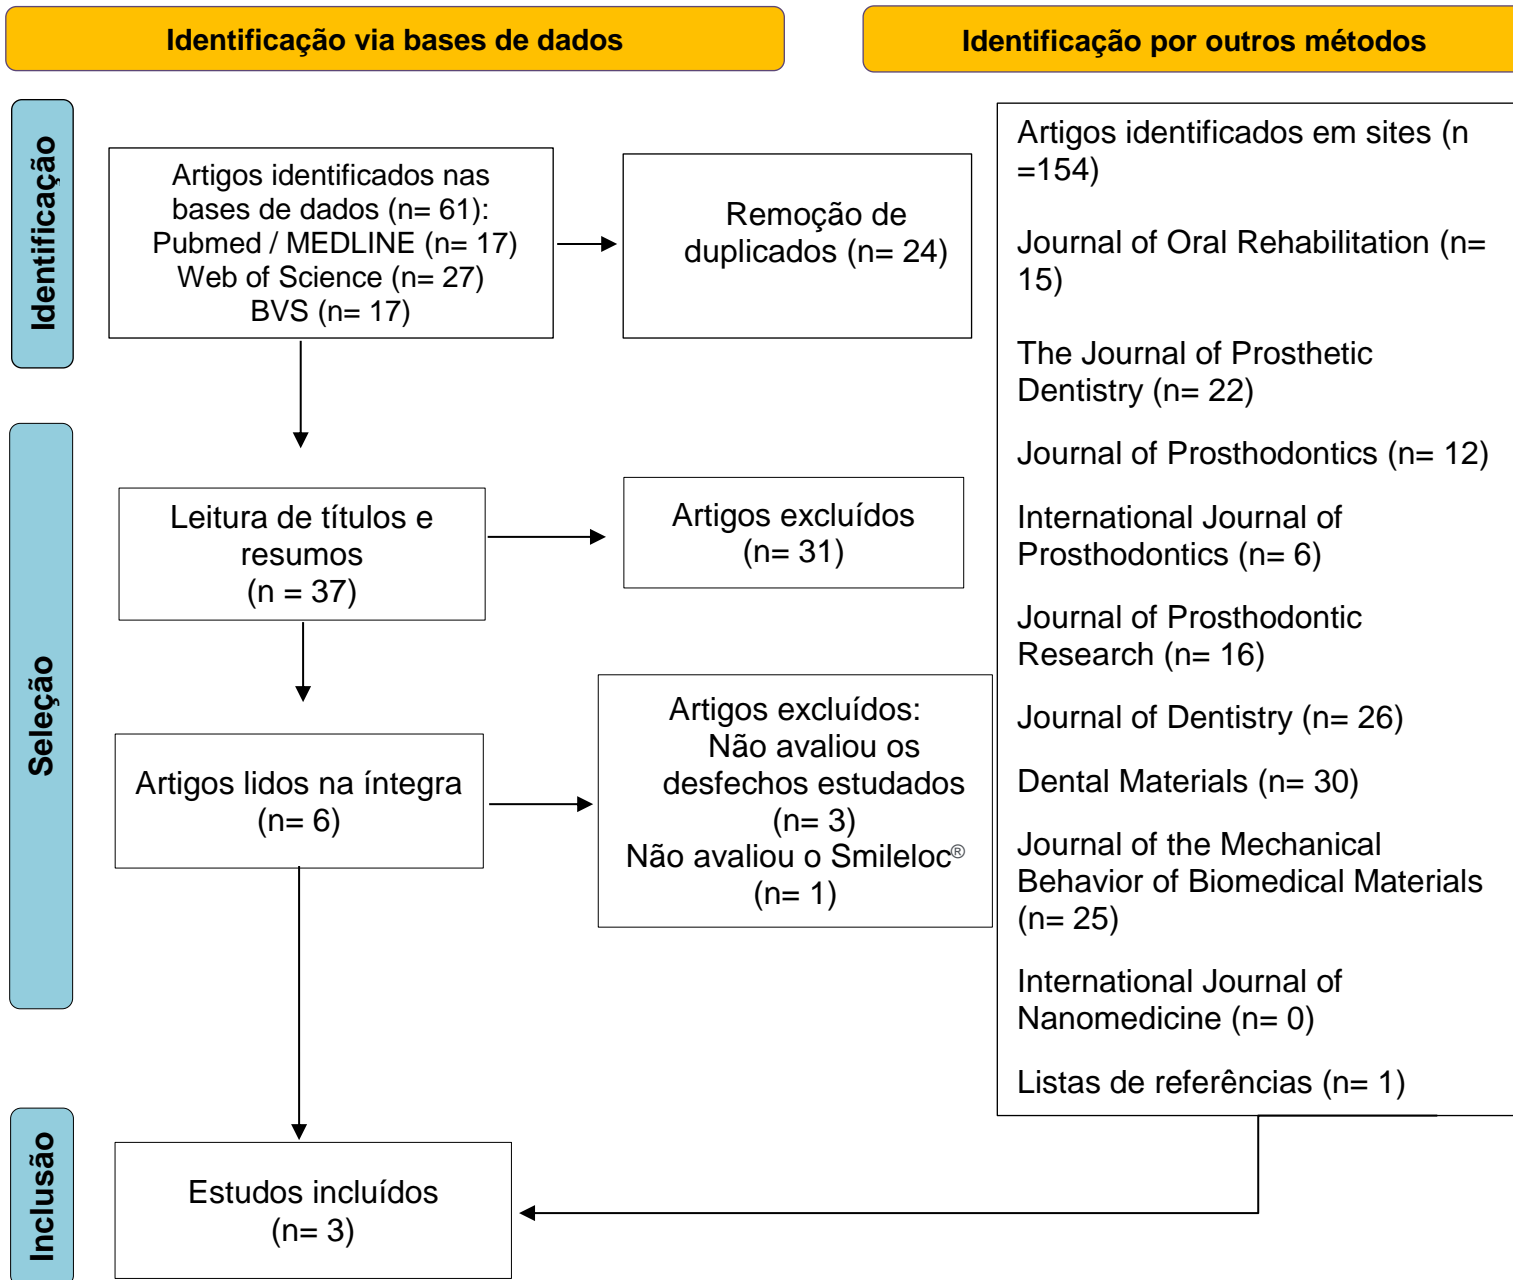 Identificação via bases de dados
Identificação por outros métodos
Identificação
Artigos identificados nas
bases de dados (n= 61):
Pubmed / MEDLINE (n= 17)
Web of Science (n= 27)
BVS (n= 17)
Remoção de
duplicados (n= 24)
Artigos identificados em sites (n
=154)
Journal of Oral Rehabilitation (n=
15)
The Journal of Prosthetic
Dentistry (n= 22)
Journal of Prosthodontics (n= 12)
International Journal of
Prosthodontics (n= 6)
Journal of Prosthodontic
Research (n= 16)
Journal of Dentistry (n= 26)
Dental Materials (n= 30)
Journal of the Mechanical
Behavior of Biomedical Materials
(n= 25)
International Journal of
Nanomedicine (n= 0)
Listas de referências (n= 1)
Seleção
Leitura de títulos e
resumos
(n = 37)
Artigos excluídos
(n= 31)
Artigos lidos na íntegra
(n= 6)
Artigos excluídos:
Não avaliou os
desfechos estudados
(n= 3)
Não avaliou o Smileloc®
(n= 1)
Inclusão
Estudos incluídos
(n= 3)